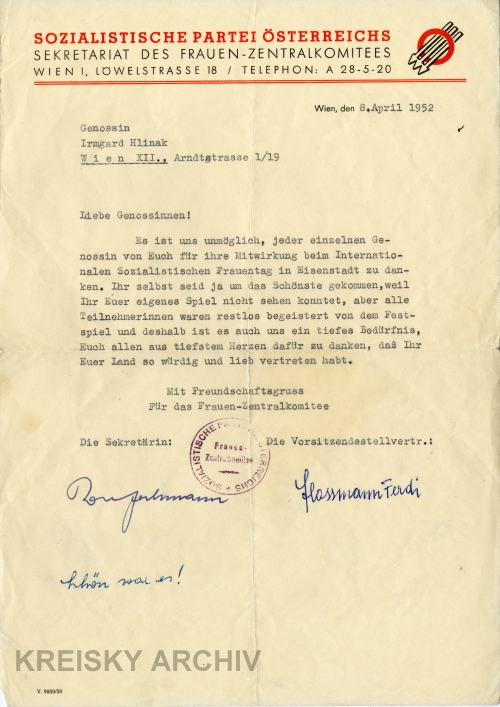 SOZIALISTISCHE PARTEI ÖSTERREICHS
SEKRETARIAT DES FRAUEN-ZENTRALKOMITEES
WIEN I, LÖWELSTRASSE 18 / TELEPHON: A 28-5-20
Wien, den 8.April 1952
Genossin
Irmgard Hlinak
W i e n XII., Arndtstrasse 1/19
Liebe Genossinnen!
Es ist uns unmöglich, jeder einzelnen Ge-
nossin von Euch für ihre Mitwirkung beim Internatio-
nalen Sozialistischen Frauentag in Eisenstadt zu dan-
ken. Ihr selbst seid ja um das Schönste gekommen,weil
Ihr Euer eigenes Spiel nicht sehen konntet, aber alle
Teilnehmerinnen waren restlos begeistert von dem Fest-
spiel und deshalb ist es auch uns ein tiefes Bedürfnis,
Euch allen aus tiefstem Herzen dafür zu danken, daß Ihr
Euer Land so würdig und lieb vertreten habt.
Mit Freundschaftsgruss
Für das Frauen-Zentralkomitee
Die Sekretärin:
SOZIALISTISCHE PARTEI ÖSTERREICHS
Frauen-
Zentralkomitee
Die Vorsitzendestellvertr.:
Flossmann Ferdi
schön war es!
KREISKY ARCHIV
V. 9850/50